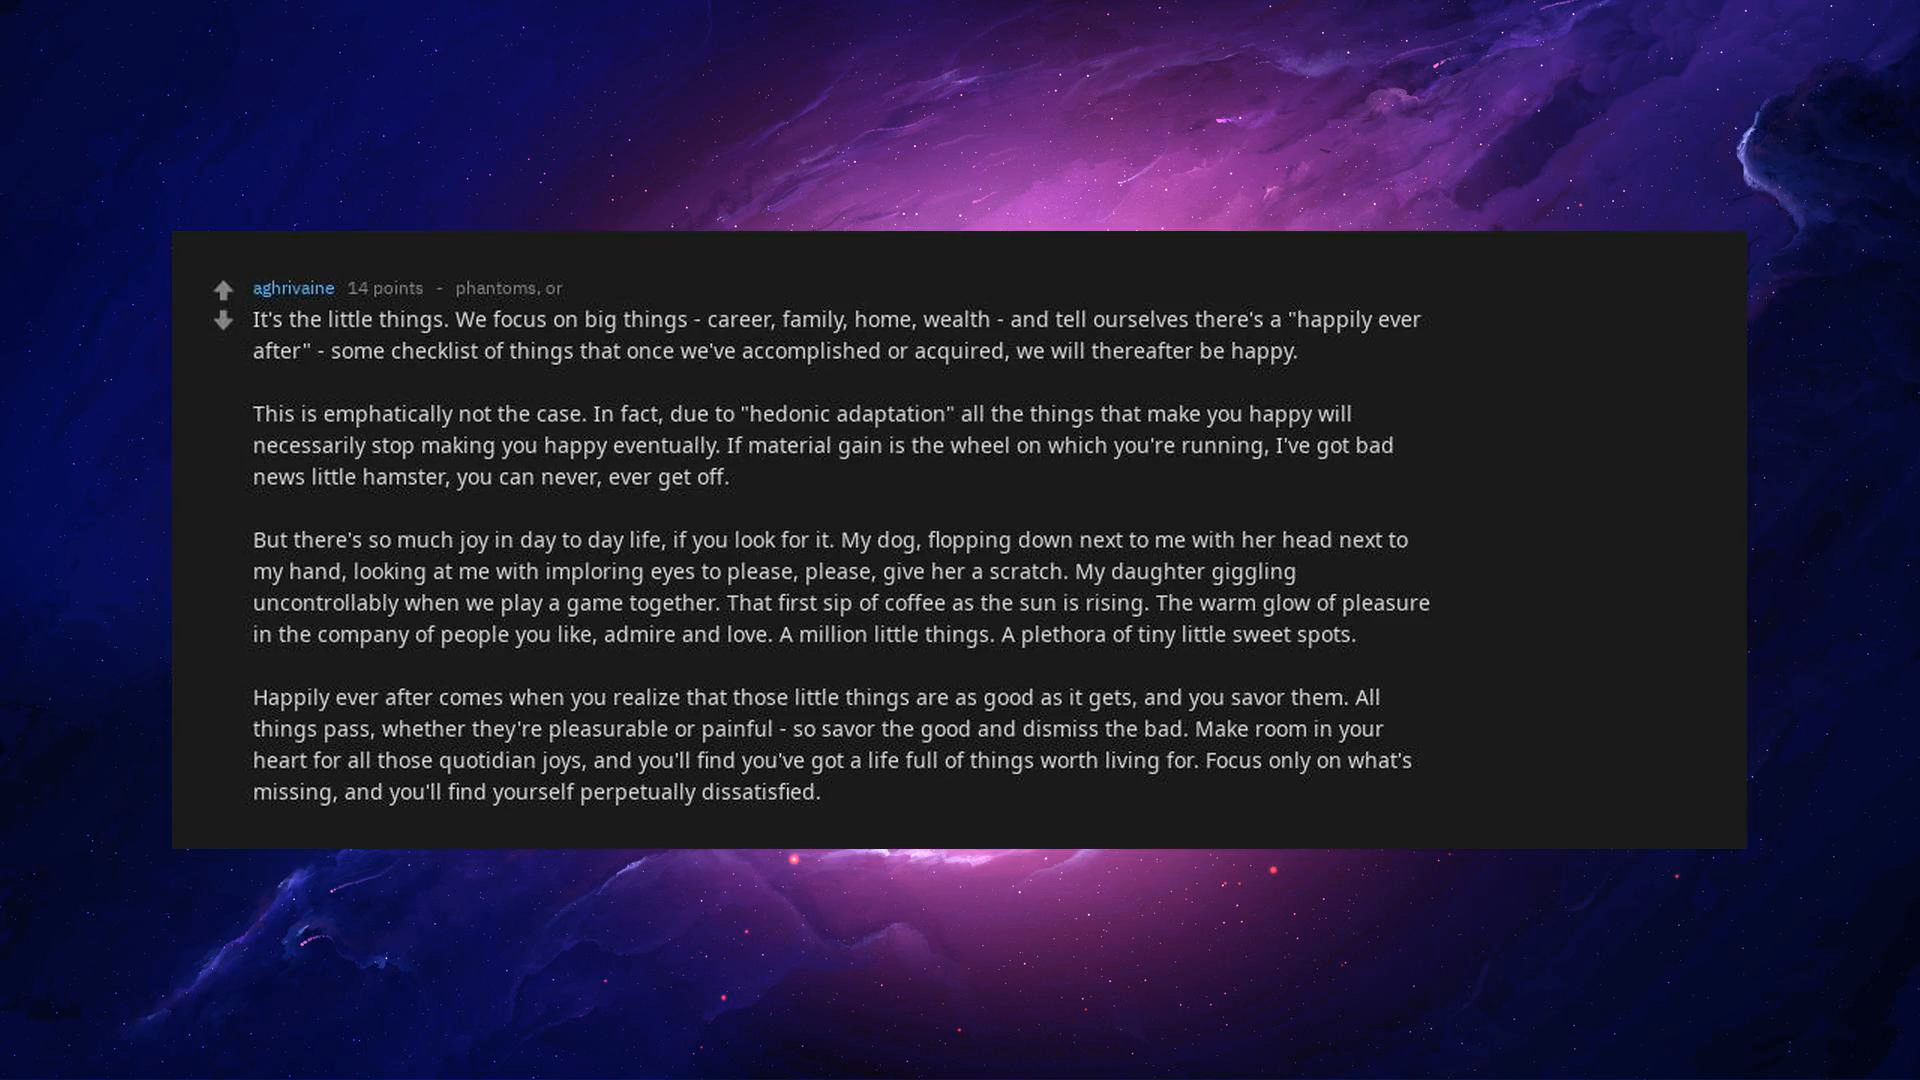 aghrivaine 14 points - phantoms, or
It's the little things. We focus on big things - career, family, home, wealth - and tell ourselves there's a "happily ever
after" - some checklist of things that once we've accomplished or acquired, we will thereafter be happy.
This is emphatically not the case. In fact, due to "hedonic adaptation" all the things that make you happy will
necessarily stop making you happy eventually. If material gain is the wheel on which you're running, I've got bad
news little hamster, you can never, ever get off.
But there's so much joy in day to day life, if you look for it. My dog, flopping down next to me with her head next to
my hand, looking at me with imploring eyes to please, please, give her a scratch. My daughter giggling
uncontrollably when we play a game together. That first sip of coffee as the sun is rising. The warm glow of pleasure
in the company of people you like, admire and love. A million little things. A plethora of tiny little sweet spots.
Happily ever after comes when you realize that those little things are as good as it gets, and you savor them. All
things pass, whether they're pleasurable or painful - so savor the good and dismiss the bad. Make room in your
heart for all those quotidian joys, and you'll find you've got a life full of things worth living for. Focus only on what's
missing, and you'll find yourself perpetually dissatisfied.